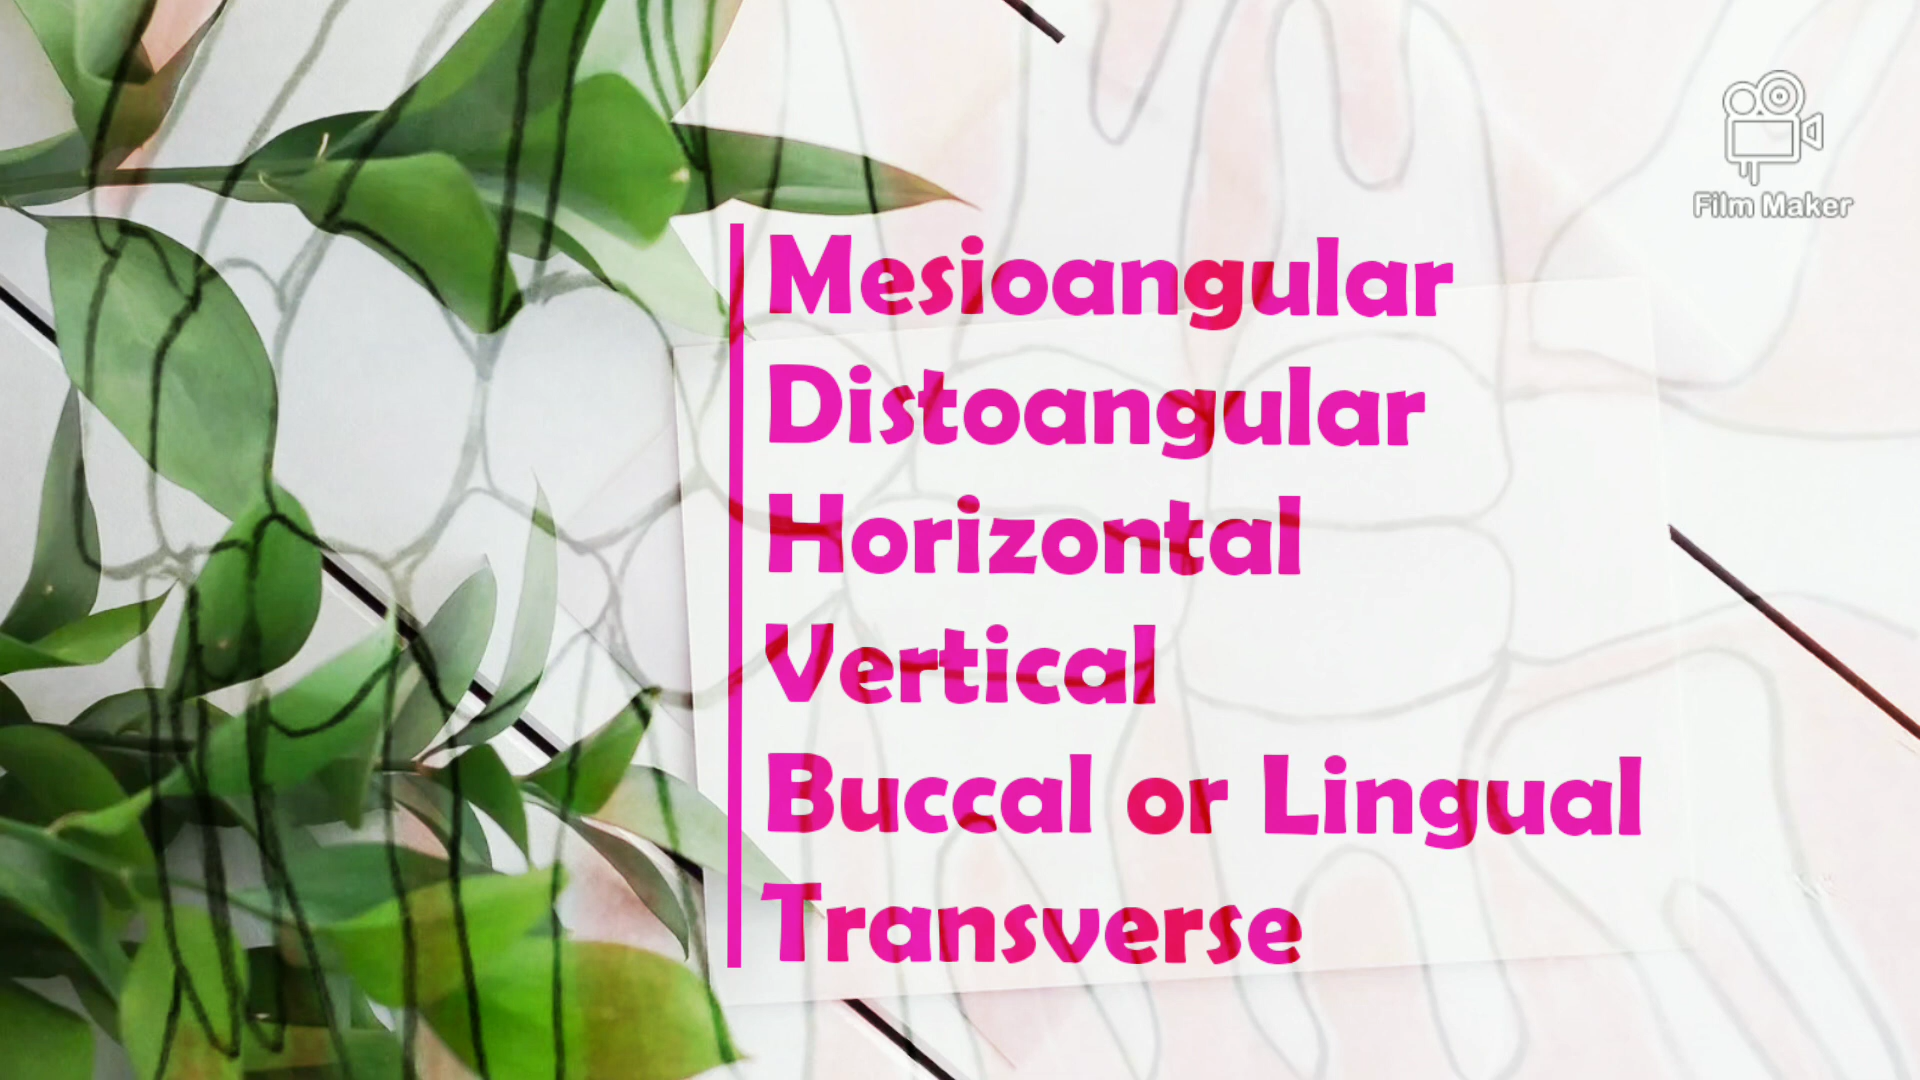 Film Maker
Mesioangular
Distoangular
Horizontal
Vertical
Buccal or Lingual
Transverse